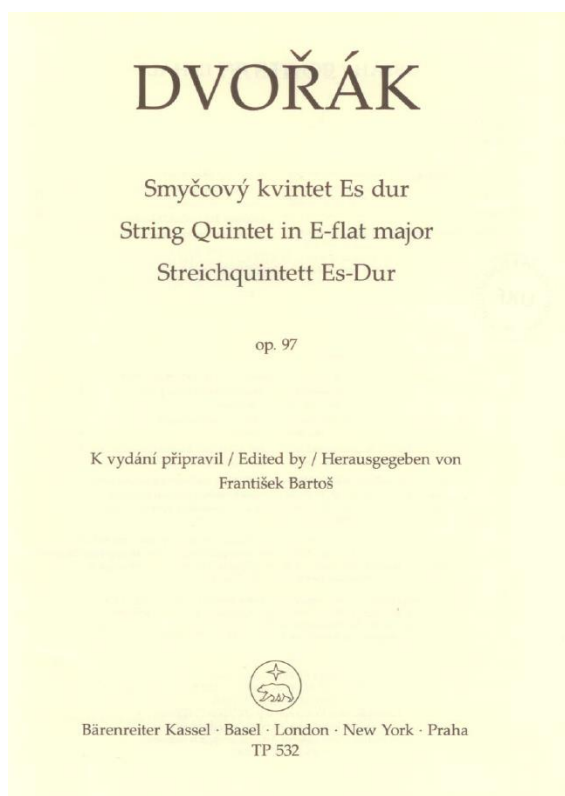 DVOŘÁK
Smyčcový kvintet Es dur
String Quintet in E-flat major
Streichquintett Es-Dur
op. 97
K vydání připravil / Edited by / Herausgegeben von
František Bartoš
Bärenreiter Kassel · Basel · London · New York · Praha
TP 532